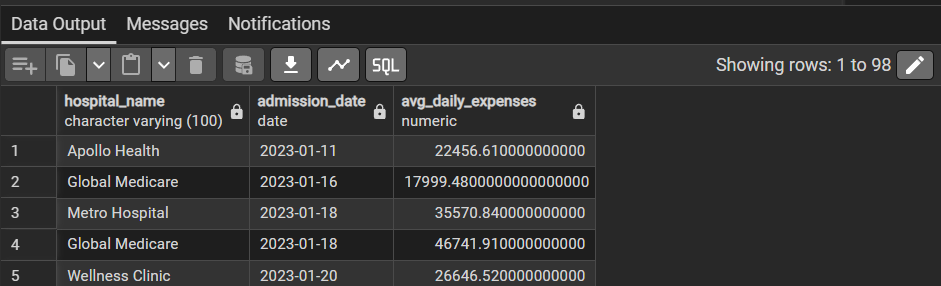 Data Output Messages Notifications
SQL Showing rows: 1 to 98
hospital_name admission_date avg_daily_expenses
character varying (100) date numeric
1 Apollo Health 2023-01-11 22456.610000000000
2 Global Medicare 2023-01-16 17999.4800000000000000
3 Metro Hospital 2023-01-18 35570.840000000000
4 Global Medicare 2023-01-18 46741.910000000000
5 Wellness Clinic 2023-01-20 26646.520000000000